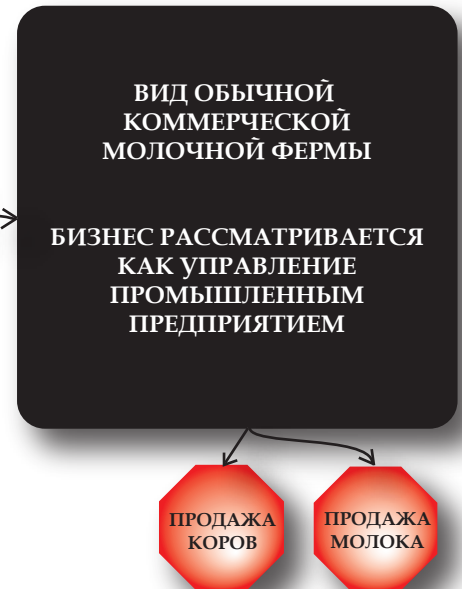 ВИД ОБЫЧНОЙ
КОММЕРЧЕСКОЙ
МОЛОЧНОЙ ФЕРМЫ
БИЗНЕС РАССМАТРИВАЕТСЯ
КАК УПРАВЛЕНИЕ
ПРОМЫШЛЕННЫМ
ПРЕДПРИЯТИЕМ
ПРОДАЖА
КОРОВ
ПРОДАЖА
МОЛОКА